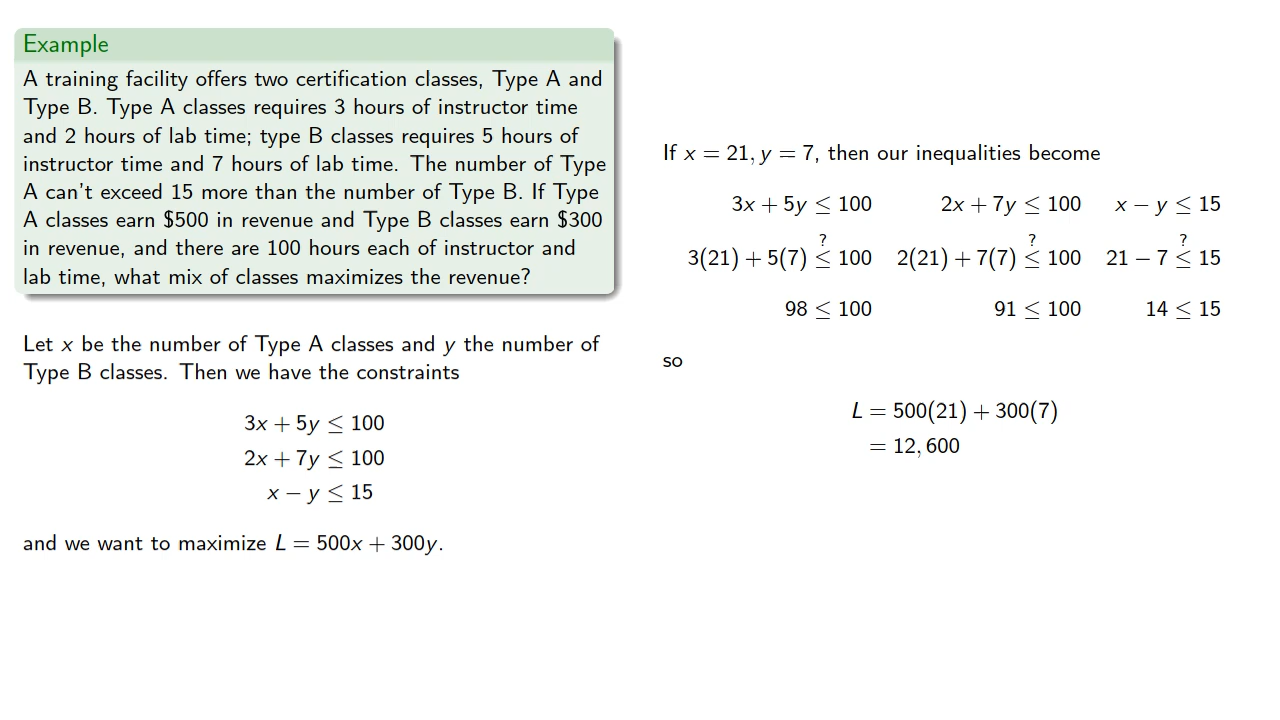 Example
A training facility offers two certification classes, Type A and
Type B. Type A classes requires 3 hours of instructor time
and 2 hours of lab time; type B classes requires 5 hours of
instructor time and 7 hours of lab time. The number of Type
A can't exceed 15 more than the number of Type B. If Type
A classes earn $500 in revenue and Type B classes earn $300
in revenue, and there are 100 hours each of instructor and
lab time, what mix of classes maximizes the revenue?
Let x be the number of Type A classes and y the number of
Type B classes. Then we have the constraints
3x + 5y ≤ 100
2x + 7y ≤ 100
x − y ≤ 15
and we want to maximize L = 500x + 300y.
If x = 21, y = 7, then our inequalities become
3x + 5y ≤ 100 2x + 7y ≤ 100 x − y ≤ 15
? ? ?
3(21) + 5(7) ≤ 100 2(21) + 7(7) ≤ 100 21 − 7 ≤ 15
98 ≤ 100 91 ≤ 100 14 ≤ 15
so
L = 500(21) + 300(7)
= 12, 600